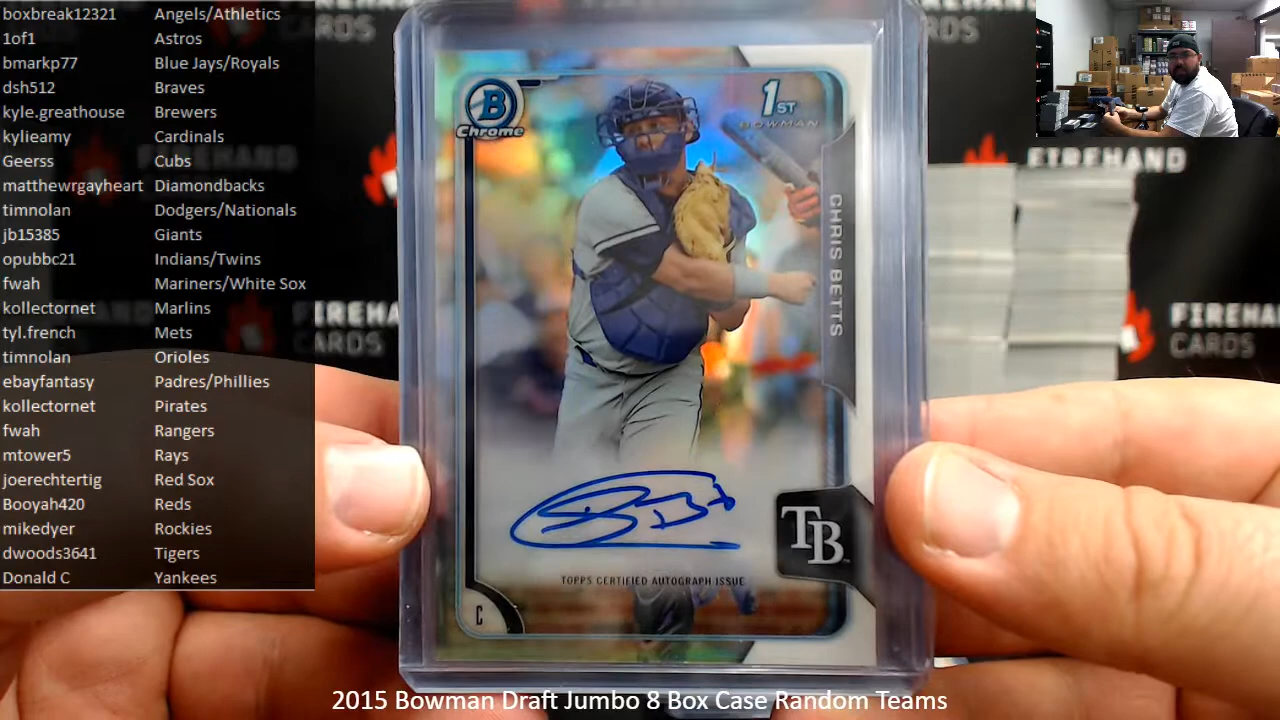 boxbreak12321 Angels/Athletics
1of1 Astros
bmarkp77 Blue Jays/Royals
dsh512 Braves
kyle.greathouse Brewers
kylieamy Cardinals
Geerss Cubs
matthewrgayheart Diamondbacks
timnolan Dodgers/Nationals
jb15385 Giants
opubbc21 Indians/Twins
fwah Mariners/White Sox
kollectornet Marlins
tyl.french Mets
timnolan Orioles
ebayfantasy Padres/Phillies
kollectornet Pirates
fwah Rangers
mtower5 Rays
joerechtertig Red Sox
Booyah420 Reds
mikedyer Rockies
dwoods3641 Tigers
Donald C Yankees
B
Chrome
1ST
BOWMAN
CHRIS BETTS
TB
TOPPS CERTIFIED AUTOGRAPH ISSUE
C
CARDS
FIREHAND
FIREHAND
FIREHAND
CARDS
2015 Bowman Draft Jumbo 8 Box Case Random Teams